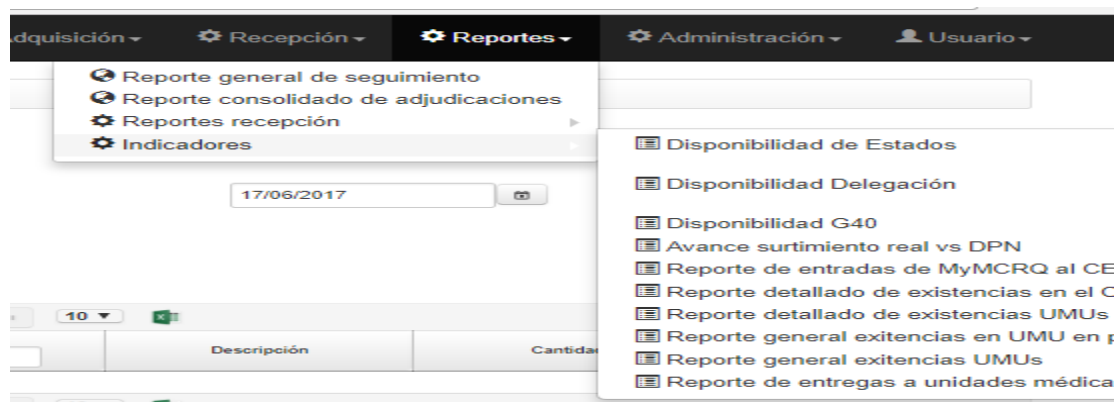 Adquisición Recepción Reportes Administración Usuario
Reporte general de seguimiento
Reporte consolidado de adjudicaciones
Reportes recepción
Indicadores
Disponibilidad de Estados
Disponibilidad Delegación
Disponibilidad G40
Avance surtimiento real vs DPN
Reporte de entradas de MyMCRQ al CE
Reporte detallado de existencias en el
Reporte detallado de existencias UMUs
Reporte general exitencias en UMU en p
Reporte general exitencias UMUs
Reporte de entregas a unidades médica
17/06/2017
10
Descripción Cantidad